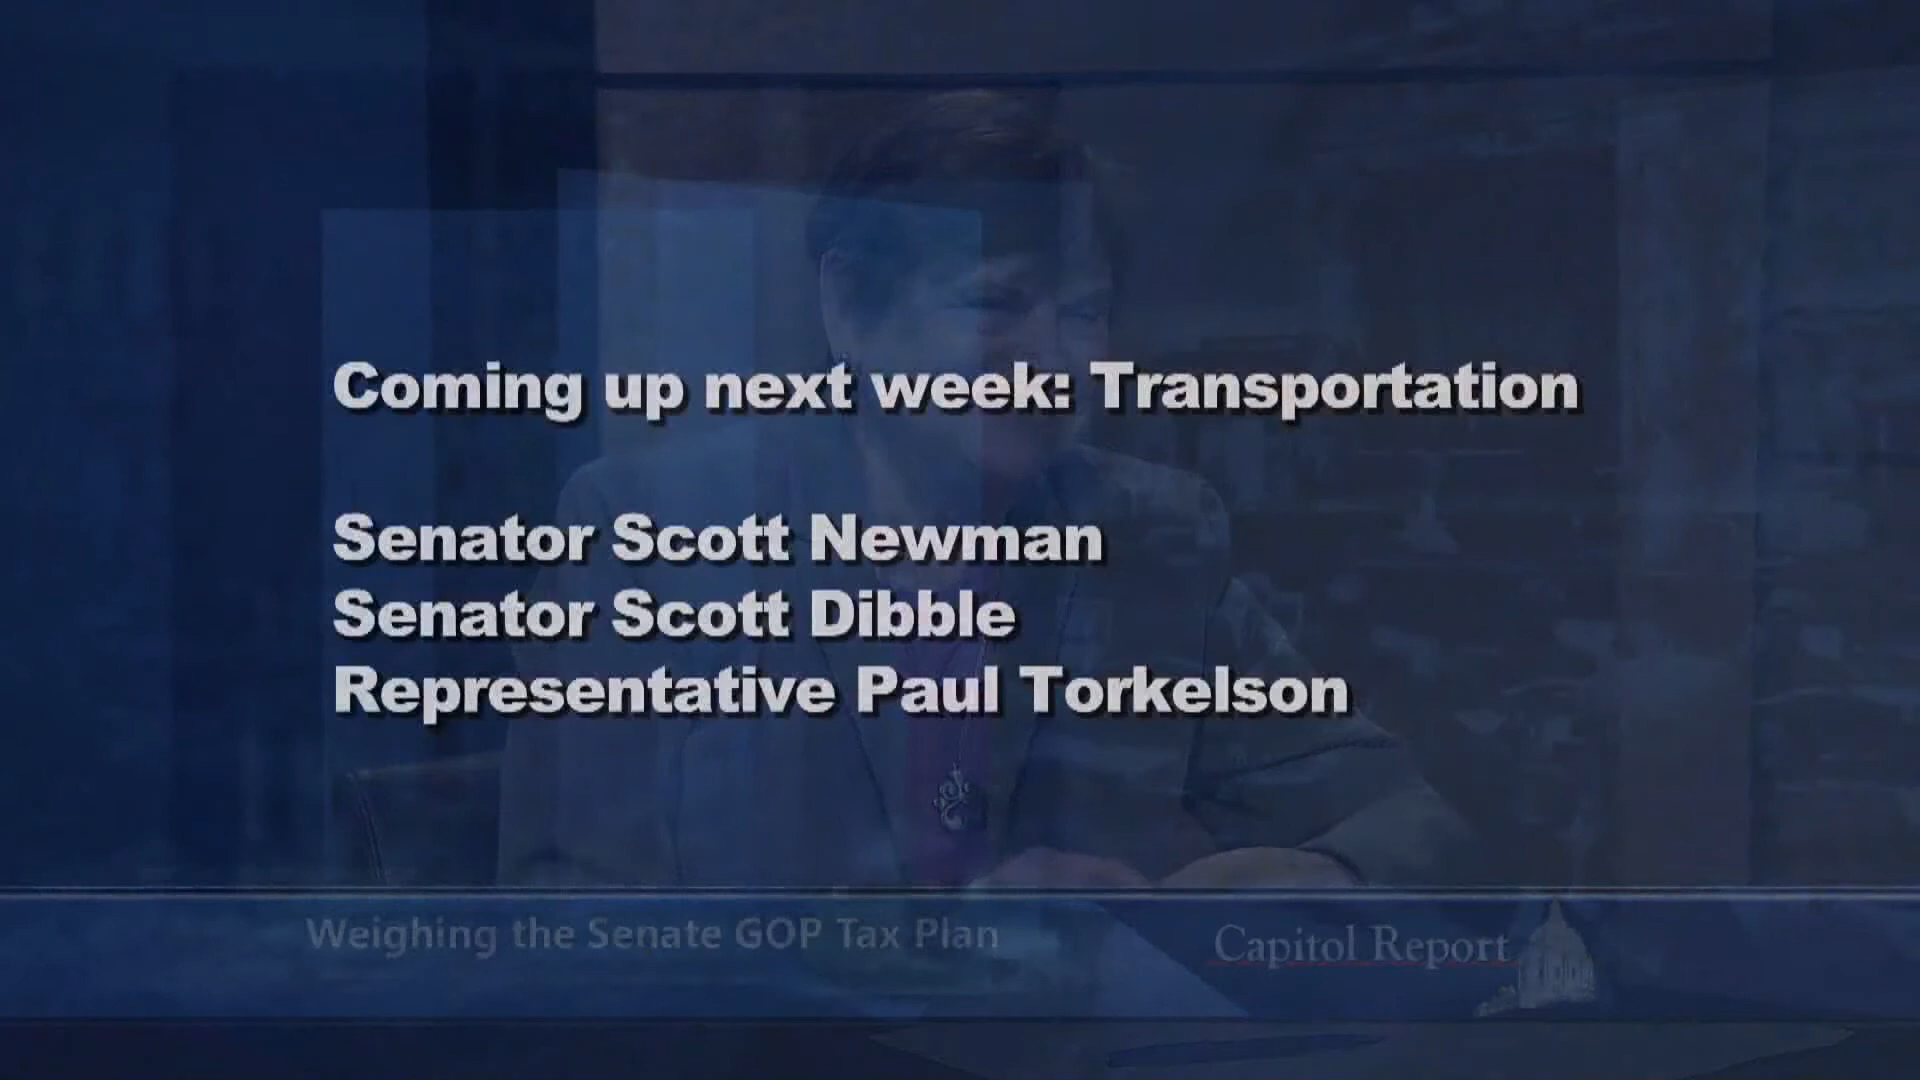 Coming up next week: Transportation
Senator Scott Newman
Senator Scott Dibble
Representative Paul Torkelson
Weighing the Senate GOP Tax Plan
Capitol Report